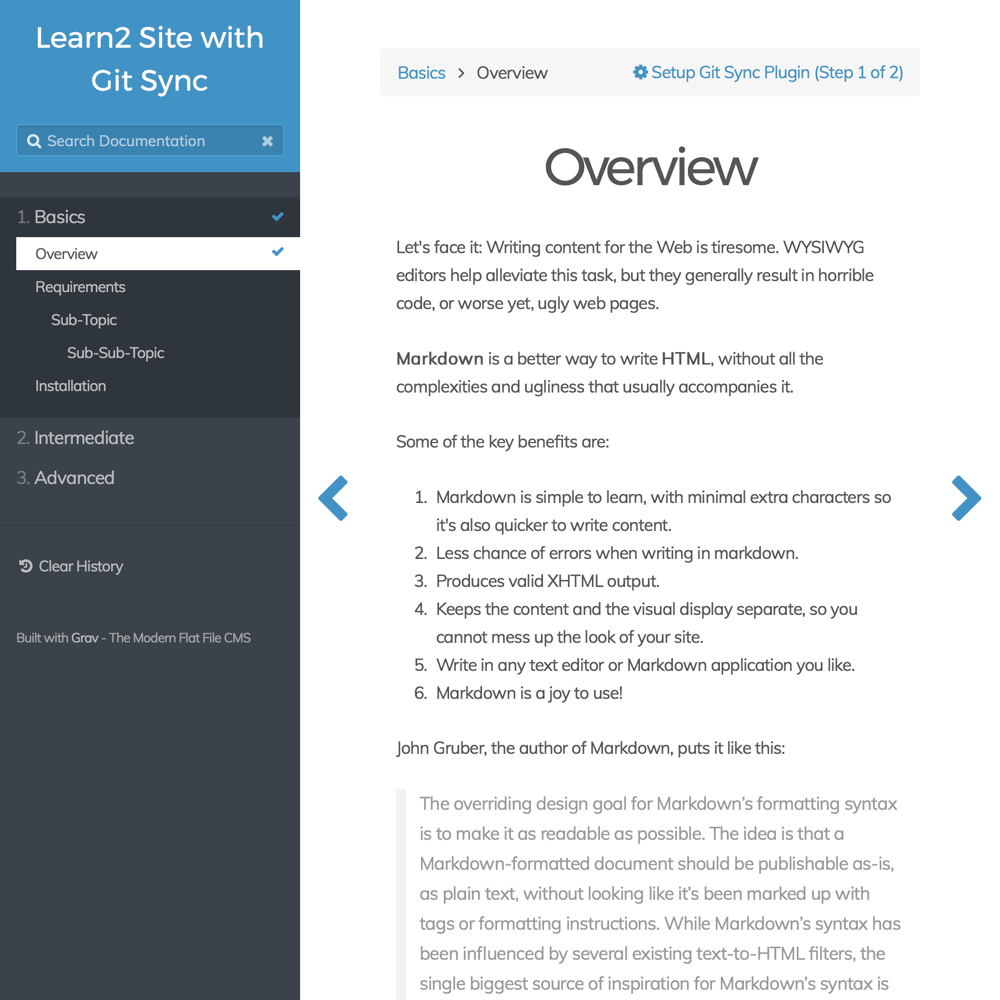 Learn2 Site with
Git Sync
Search Documentation
1. Basics
Overview
Requirements
Sub-Topic
Sub-Sub-Topic
Installation
2. Intermediate
3. Advanced
Clear History
Built with Grav - The Modern Flat File CMS
Basics > Overview
Setup Git Sync Plugin (Step 1 of 2)
Overview
Let's face it: Writing content for the Web is tiresome. WYSIWYG
editors help alleviate this task, but they generally result in horrible
code, or worse yet, ugly web pages.
Markdown is a better way to write HTML, without all the
complexities and ugliness that usually accompanies it.
Some of the key benefits are:
1. Markdown is simple to learn, with minimal extra characters so
it's also quicker to write content.
2. Less chance of errors when writing in markdown.
3. Produces valid XHTML output.
4. Keeps the content and the visual display separate, so you
cannot mess up the look of your site.
5. Write in any text editor or Markdown application you like.
6. Markdown is a joy to use!
John Gruber, the author of Markdown, puts it like this:
The overriding design goal for Markdown’s formatting syntax
is to make it as readable as possible. The idea is that a
Markdown-formatted document should be publishable as-is,
as plain text, without looking like it’s been marked up with
tags or formatting instructions. While Markdown’s syntax has
been influenced by several existing text-to-HTML filters, the
single biggest source of inspiration for Markdown’s syntax is